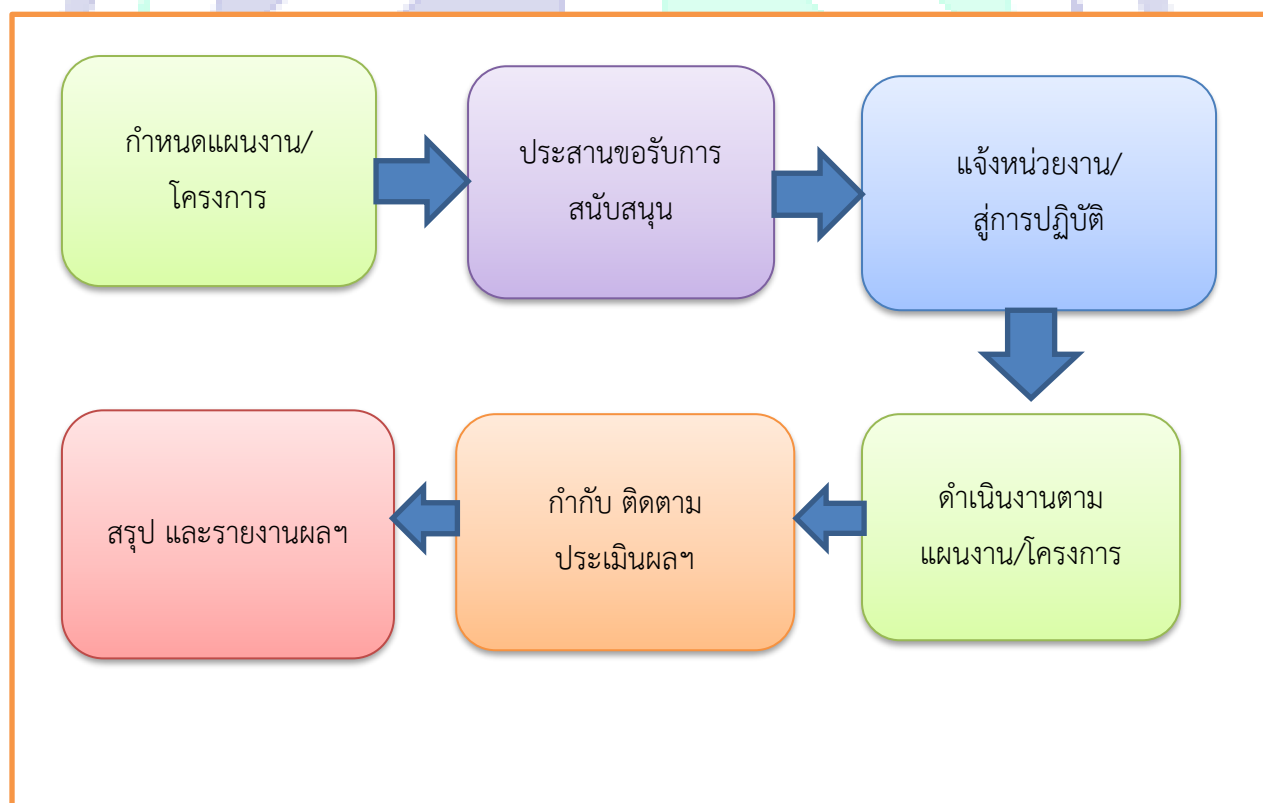 กำหนดแผนงาน/
โครงการ
ประสานขอรับการ
สนับสนุน
แจ้งหน่วยงาน/
สู่การปฏิบัติ
ดำเนินงานตาม
แผนงาน/โครงการ
กำกับ ติดตาม
ประเมินผลฯ
สรุป และรายงานผลฯ